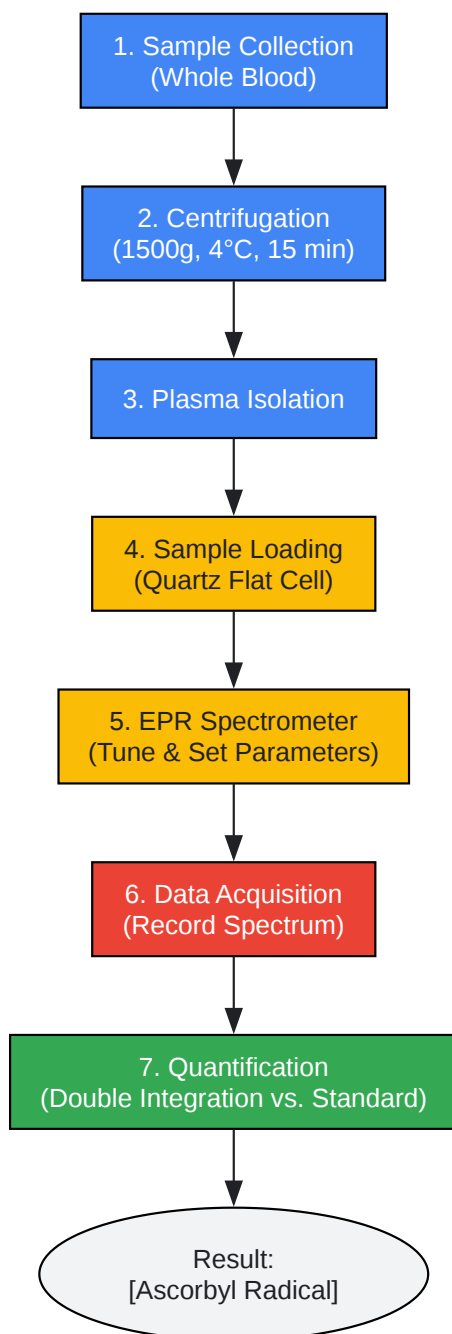 1. Sample Collection
(Whole Blood)
2. Centrifugation
(1500g, 4°C, 15 min)
3. Plasma Isolation
4. Sample Loading
(Quartz Flat Cell)
5. EPR Spectrometer
(Tune & Set Parameters)
6. Data Acquisition
(Record Spectrum)
7. Quantification
(Double Integration vs. Standard)
Result:
[Ascorbyl Radical]